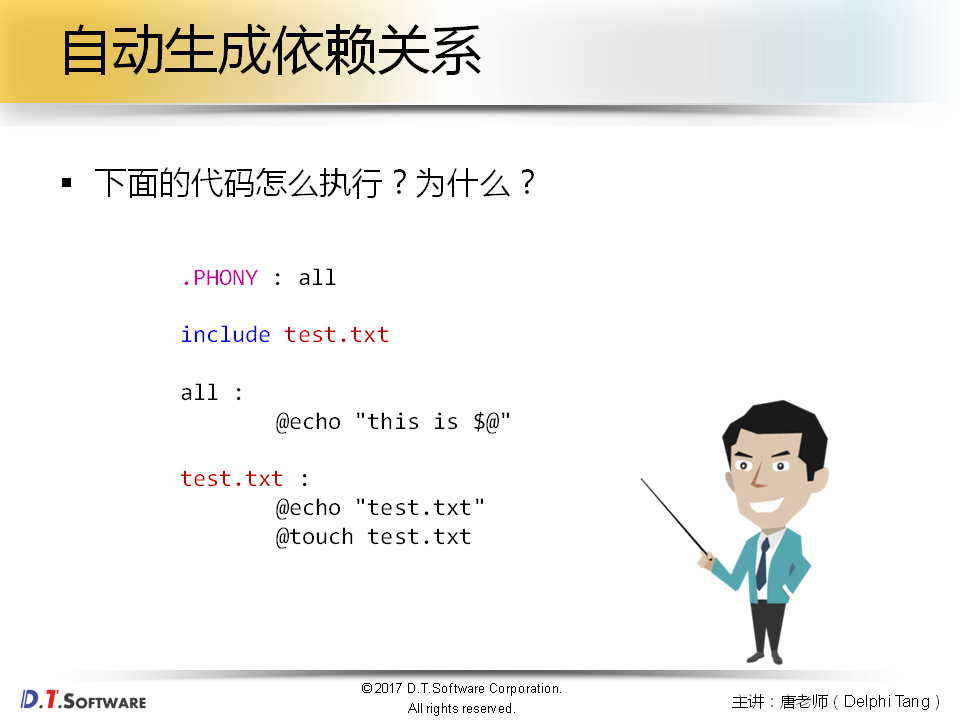 自动生成依赖关系
▪ 下面的代码怎么执行？为什么？
.PHONY : all
include test.txt
all :
@echo "this is $@"
test.txt :
@echo "test.txt"
@touch test.txt
D.T.SOFTWARE
©2017 D.T.Software Corporation.
All rights reserved.
主讲：唐老师（Delphi Tang）